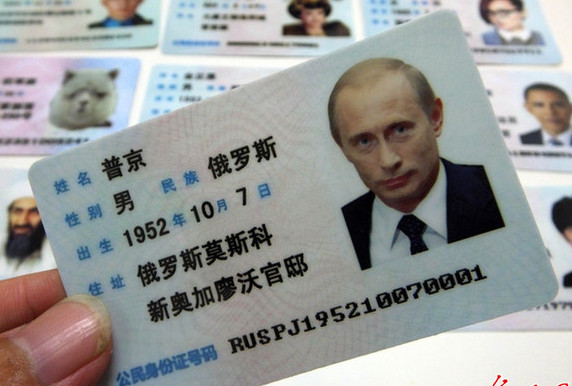 姓名 普京
性别 男 民族 俄罗斯
出生 1952 年 10 月 7 日
住址 俄罗斯莫斯科
新奥加廖沃官邸
公民身份证号码 RUSPJ195210070001